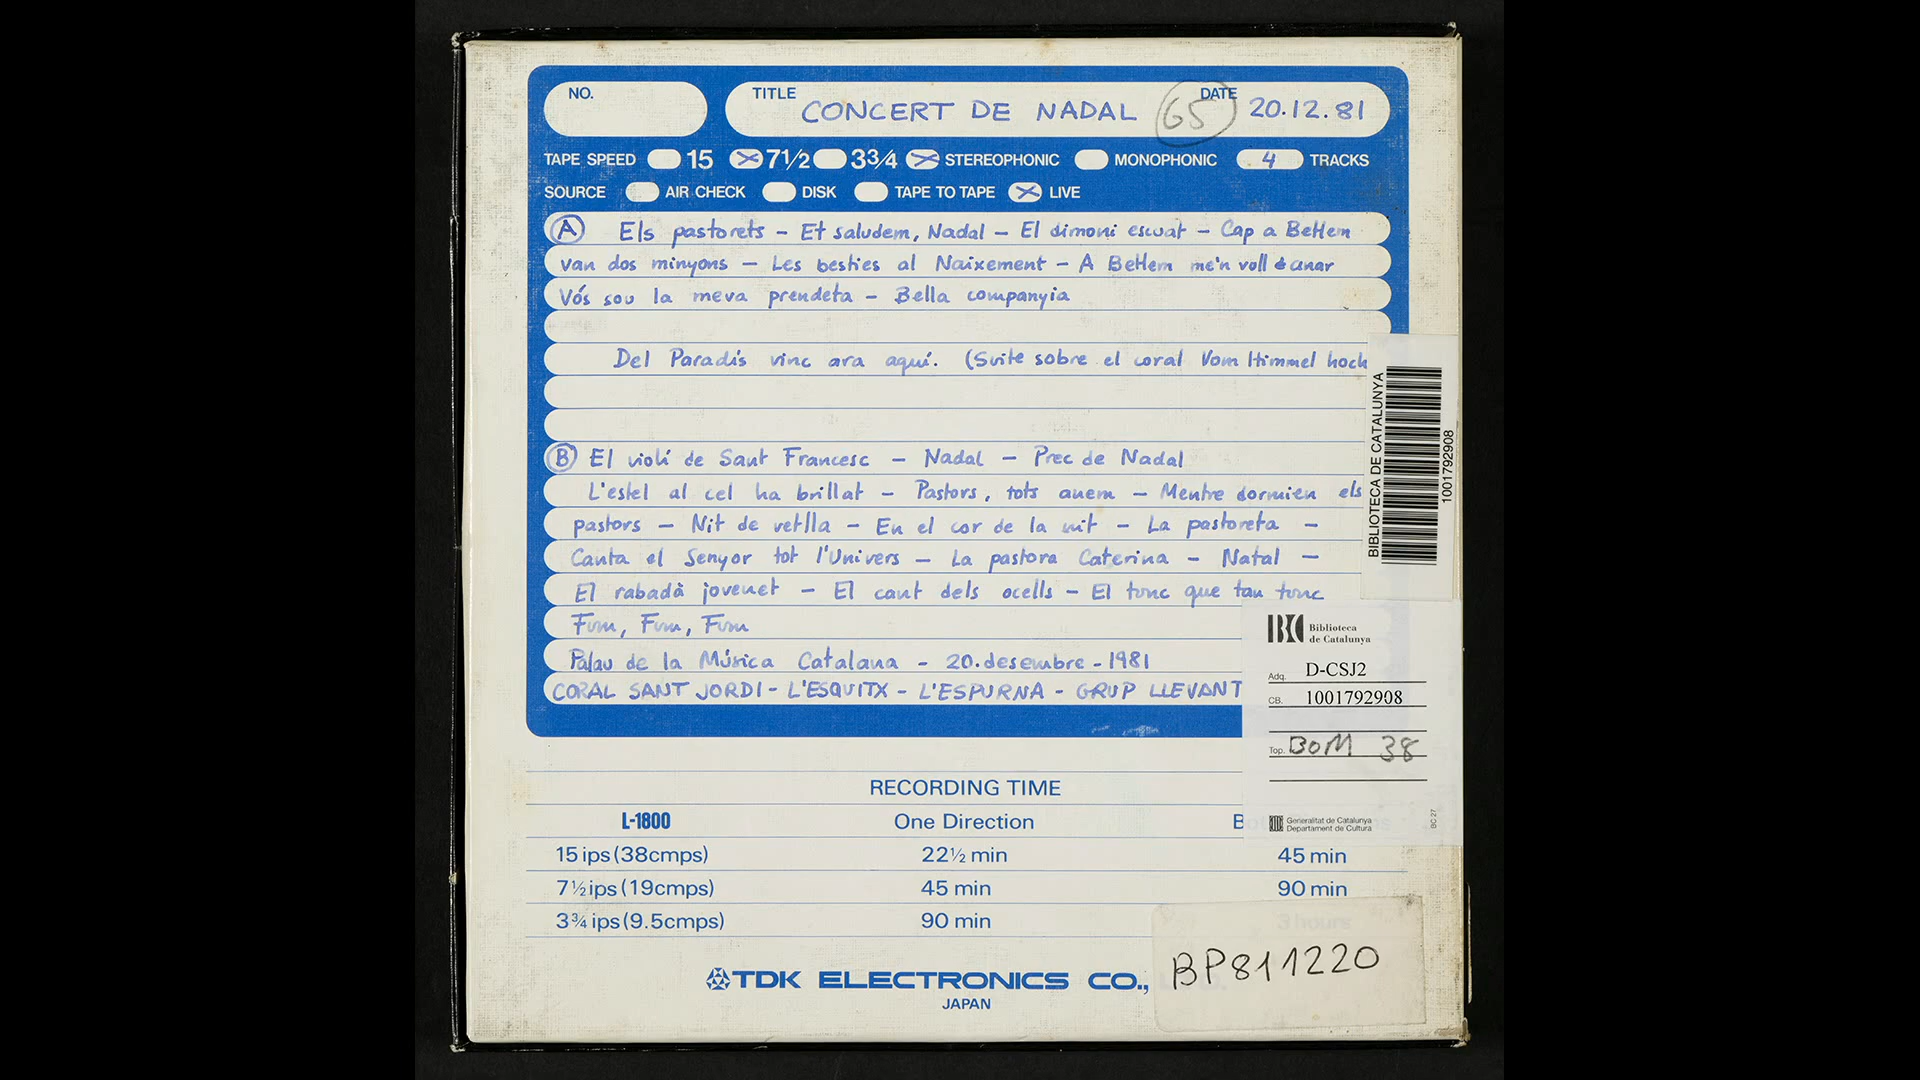 NO.
TITLE CONCERT DE NADAL G5 DATE 20.12.81
TAPE SPEED 15 7½ 3¾ STEREOPHONIC MONOPHONIC 4 TRACKS
SOURCE AIR CHECK DISK TAPE TO TAPE LIVE
A Els pastorets - Et saludem, Nadal - El dimoni escuat - Cap a Betlem
van dos minyons - Les besties al Naixement - A Betlem me'n vull anar
Vós sou la meva prendeta - Bella companyia
Del Paradís vinc ara aquí. (Suite sobre el coral Vom Himmel hoch
B El violí de Sant Francesc - Nadal - Prec de Nadal
L'estel al cel ha brillat - Pastors, tots anem - Mentre dormien els
pastors - Nit de vetlla - En el cor de la nit - La pastoreta -
Canta el Senyor tot l'Univers - La pastora Caterina - Natal -
El rabadà jovenet - El cant dels ocells - El tunc que tan tunc
Fum, Fum, Fum
Palau de la Música Catalana - 20.desembre-1981
CORAL SANT JORDI - L'ESQUITX - L'ESPURNA - GRUP LLEVANT
BIBLIOTECA DE CATALUNYA
1001792908
Biblioteca
de Catalunya
Adq. D-CSJ2
CB. 1001792908
Top. BOM 38
Generalitat de Catalunya
Departament de Cultura
BC 27
RECORDING TIME
L-1800 One Direction
15 ips (38cmps) 22½ min 45 min
7½ ips (19cmps) 45 min 90 min
3¾ ips (9.5cmps) 90 min 3 hours
TDK ELECTRONICS CO.,
JAPAN
BP811220